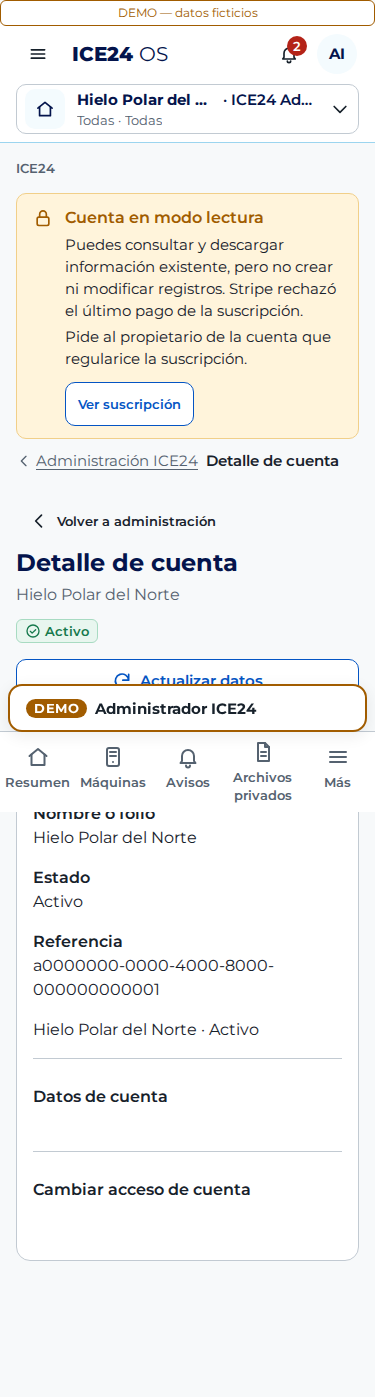 DEMO — datos ficticios
ICE24 OS
2
AI
Hielo Polar del ... · ICE24 Ad...
Todas · Todas
ICE24
Cuenta en modo lectura
Puedes consultar y descargar
información existente, pero no crear
ni modificar registros. Stripe rechazó
el último pago de la suscripción.
Pide al propietario de la cuenta que
regularice la suscripción.
Ver suscripción
Administración ICE24 Detalle de cuenta
Volver a administración
Detalle de cuenta
Hielo Polar del Norte
Activo
Actualizar datos
DEMO Administrador ICE24
Resumen
Máquinas
Avisos
Archivos
privados
Más
Nombre o folio
Hielo Polar del Norte
Estado
Activo
Referencia
a0000000-0000-4000-8000-
000000000001
Hielo Polar del Norte · Activo
Datos de cuenta
Cambiar acceso de cuenta